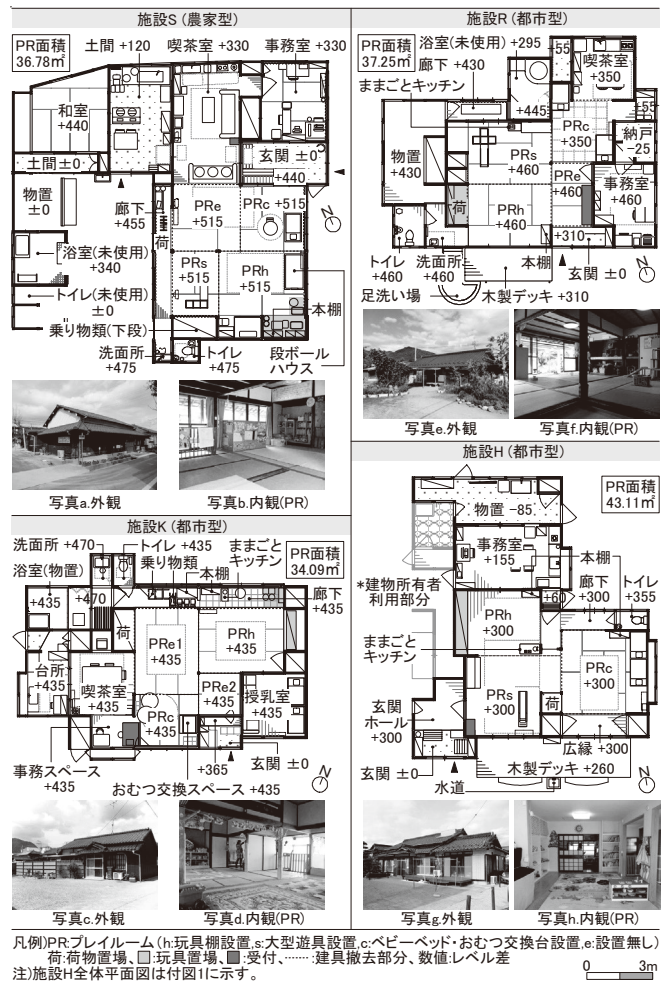 施設S（農家型）
PR面積
36.78㎡
土間 +120
喫茶室 +330
事務室 +330
和室
+440
土間±0
玄関 ±0
+440
物置
±0
廊下
+455
荷
PRe
+515
PRc +515
浴室(未使用)
+340
PRs
+515
PRh
+515
トイレ(未使用)
±0
本棚
乗り物類(下段)
洗面所
+475
トイレ
+475
段ボール
ハウス
写真a.外観
写真b.内観(PR)
施設K（都市型）
洗面所 +470
トイレ +435
乗り物類
本棚
ままごと
キッチン
PR面積
34.09㎡
浴室(物置)
+435
+470
廊下
+435
荷
PRe1
+435
PRh
+435
台所
+435
喫茶室
+435
PRe2
+435
授乳室
+435
PRc
+435
+365
玄関 ±0
事務スペース
+435
おむつ交換スペース +435
写真c.外観
写真d.内観(PR)
施設R（都市型）
PR面積
37.25㎡
浴室(未使用) +295
+55
喫茶室
+350
廊下 +430
ままごとキッチン
+445
+55
PRc
+350
納戸
-25
物置
+430
PRs
+460
PRe
+460
事務室
+460
荷
PRh
+460
+310
トイレ
+460
洗面所
+460
本棚
玄関 ±0
足洗い場
木製デッキ +310
写真e.外観
写真f.内観(PR)
施設H（都市型）
PR面積
43.11㎡
物置 -85
事務室
+155
本棚
*建物所有者
利用部分
廊下
+300
トイレ
+355
+60
PRh
+300
ままごと
キッチン
PRc
+300
PRs
+300
荷
玄関
ホール
+300
広縁 +300
玄関 ±0
木製デッキ +260
水道
写真g.外観
写真h.内観(PR)
凡例)PR:プレイルーム（h:玩具棚設置,s:大型遊具設置,c:ベビーベッド・おむつ交換台設置,e:設置無し）
荷:荷物置場、:玩具置場、:受付、……:建具撤去部分、数値:レベル差
注)施設H全体平面図は付図1に示す。
0 3m